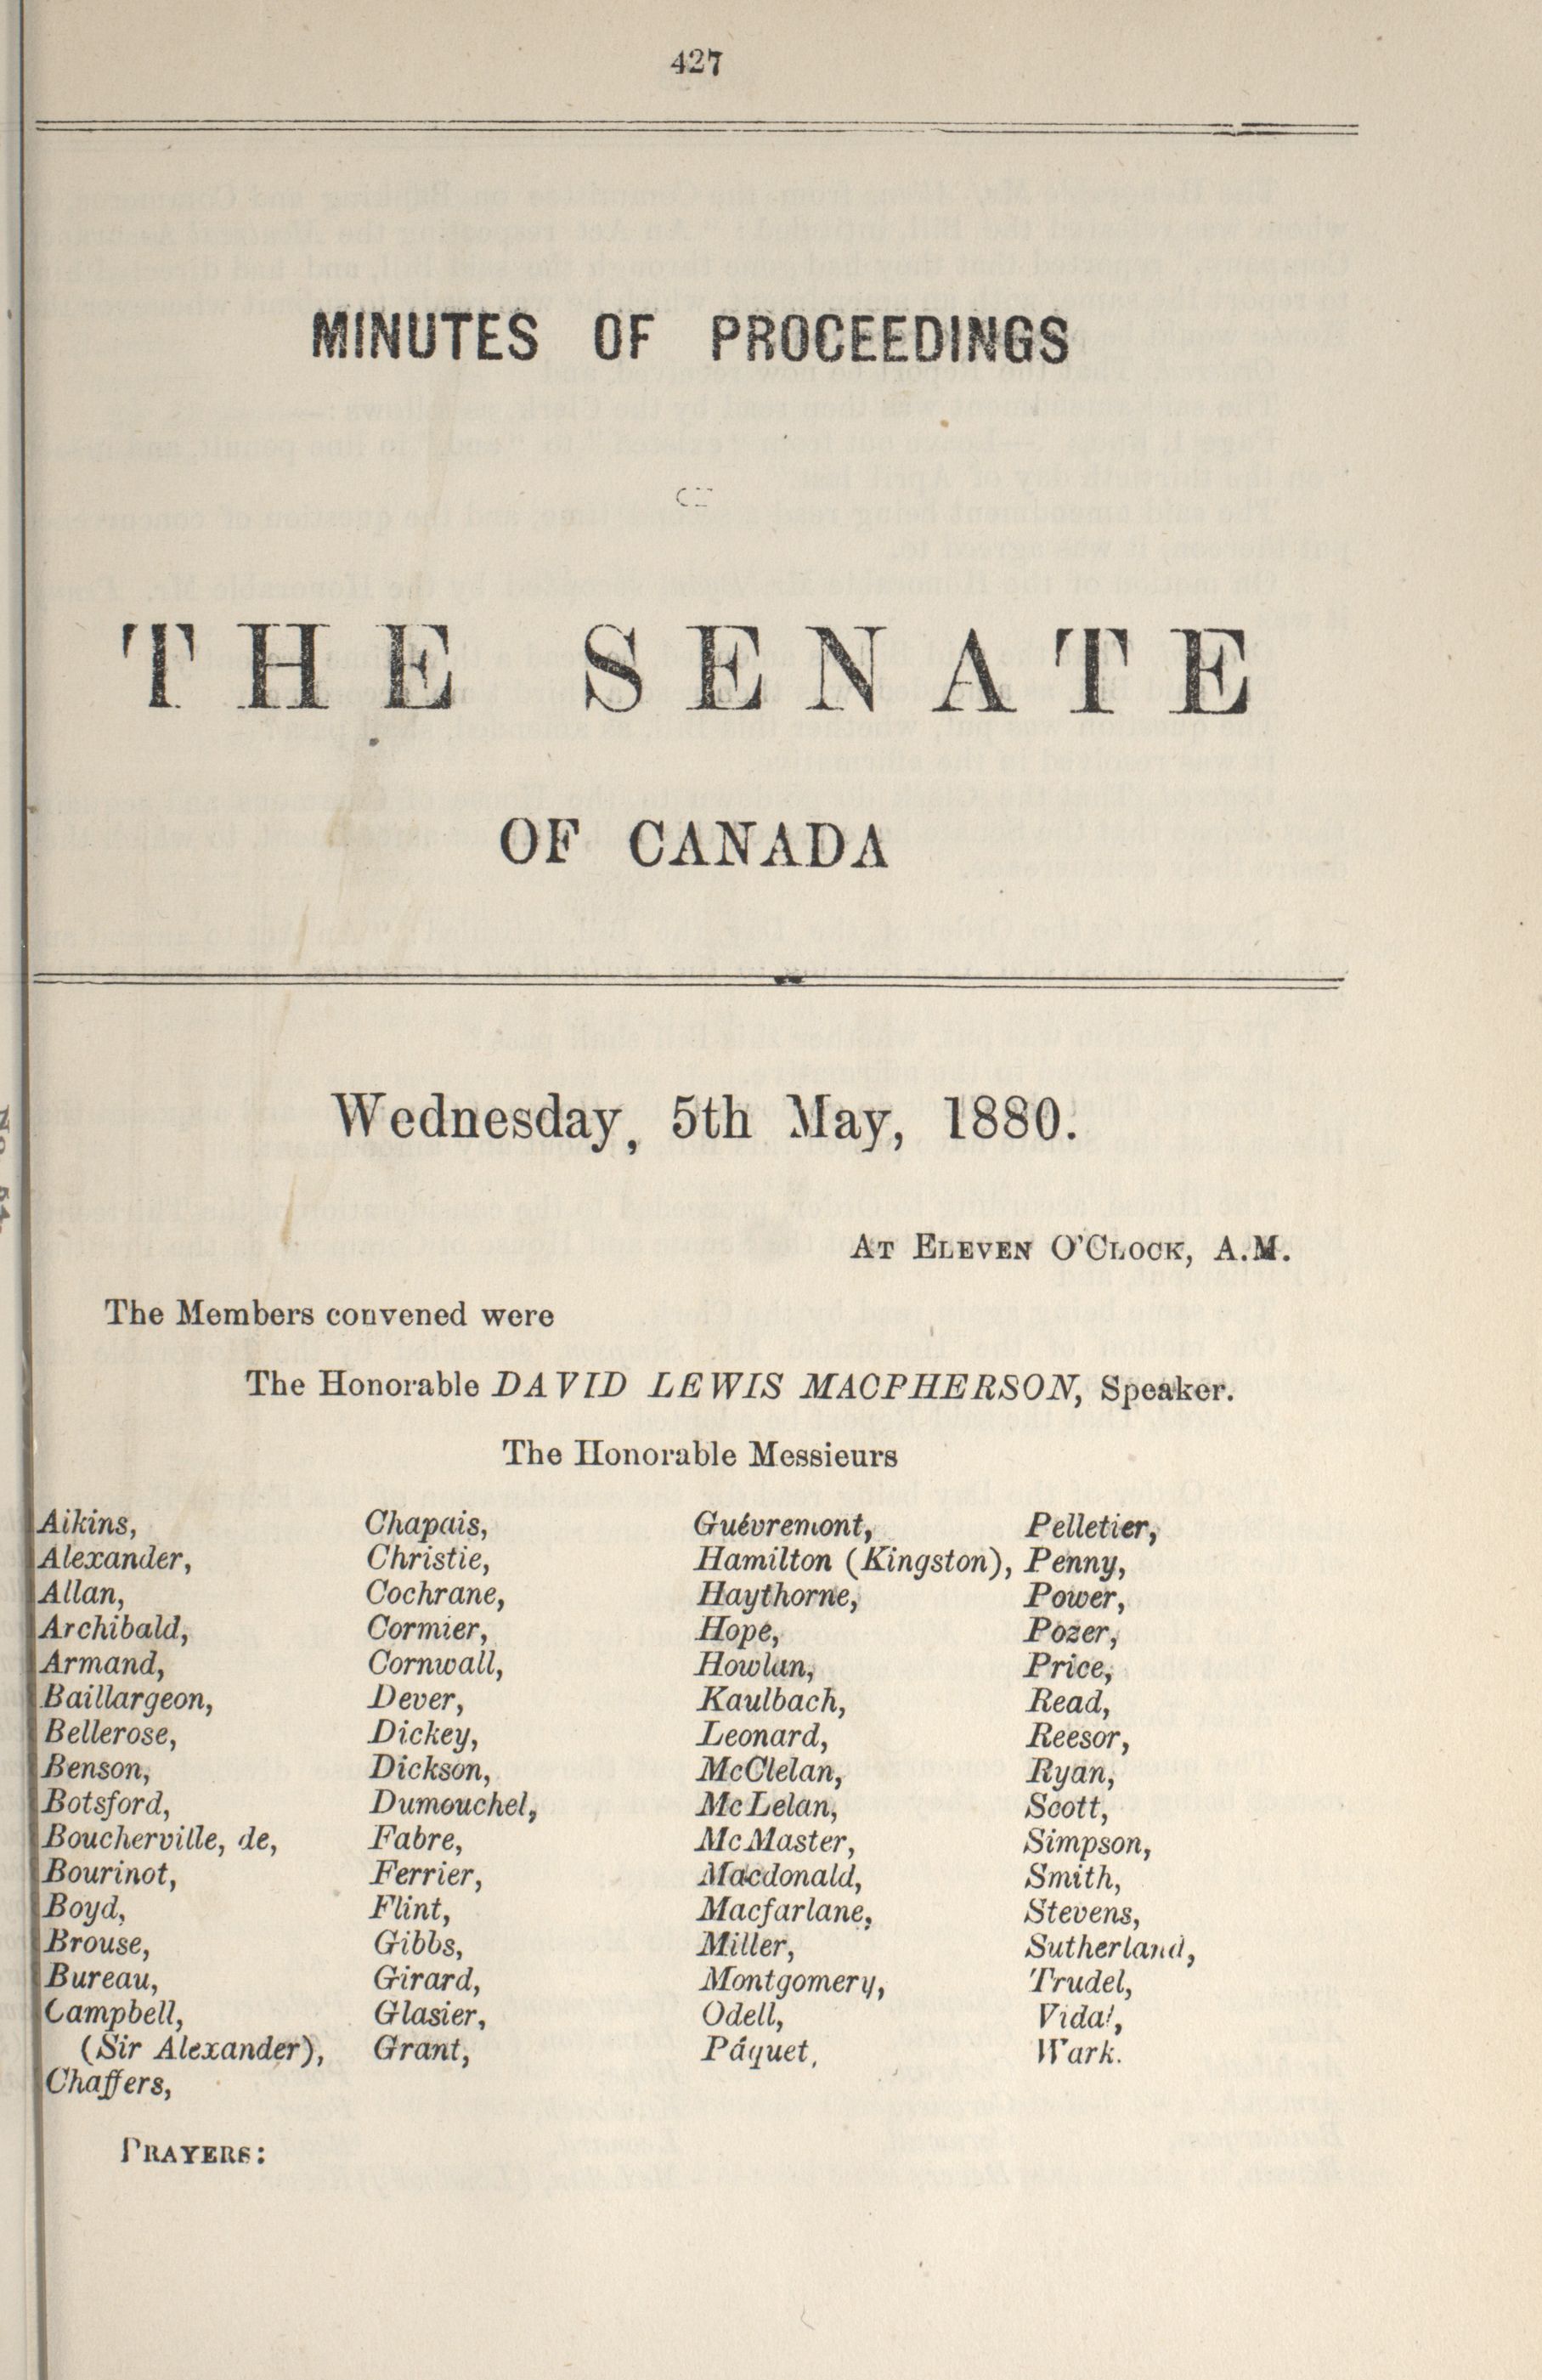 427
MINUTES OF PROCEEDINGS
THE SENATE
OF CANADA
Wednesday, 5th May, 1880.
AT ELEVEN O'CLOCK, A.M.
The Members convened were
The Honorable DAVID LEWIS MACPHERSON, Speaker.
The Honorable Messieurs
Aikins,
Alexander,
Allan,
Archibald,
Armand,
Baillargeon,
Bellerose,
Benson,
Botsford,
Boucherville, de,
Bourinot,
Boyd,
Brouse,
Bureau,
Campbell,
(Sir Alexander),
Chaffers,
Chapais,
Christie,
Cochrane,
Cormier,
Cornwall,
Dever,
Dickey,
Dickson,
Dumouchel,
Fabre,
Ferrier,
Flint,
Gibbs,
Girard,
Glasier,
Grant,
Guévremont,
Hamilton (Kingston),
Haythorne,
Hope,
Howlan,
Kaulbach,
Leonard,
McClelan,
McLelan,
McMaster,
Macdonald,
Macfarlane,
Miller,
Montgomery,
Odell,
Páquet,
Pelletier,
Penny,
Power,
Pozer,
Price,
Read,
Reesor,
Ryan,
Scott,
Simpson,
Smith,
Stevens,
Sutherland,
Trudel,
Vidal,
Wark.
PRAYERS: